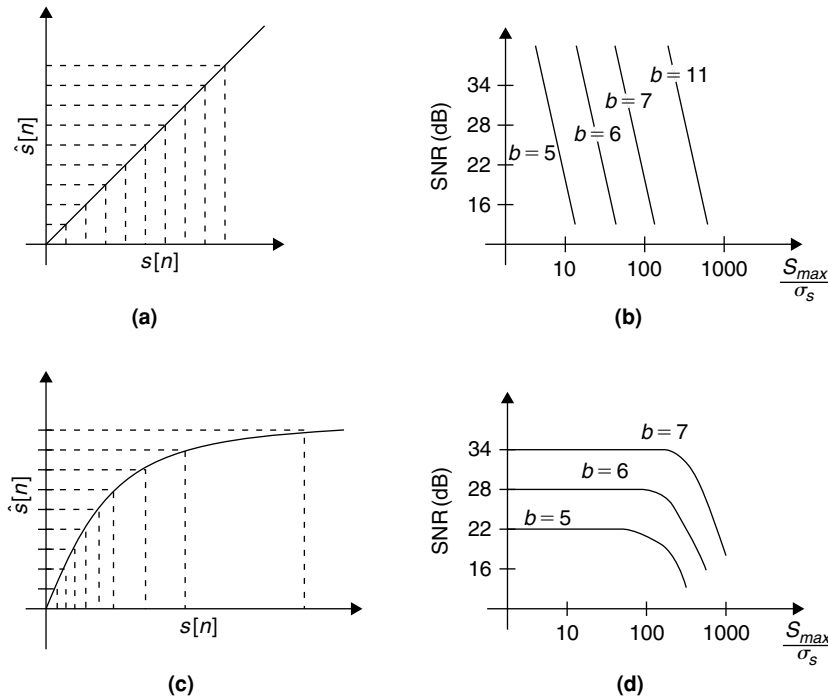 ŝ[n]
s[n]
(a)
SNR (dB)
34
28
22
16
b = 5
b = 6
b = 7
b = 11
10
100
1000
S_max
σ_s
(b)
ŝ[n]
s[n]
(c)
SNR (dB)
34
28
22
16
b = 7
b = 6
b = 5
10
100
1000
S_max
σ_s
(d)